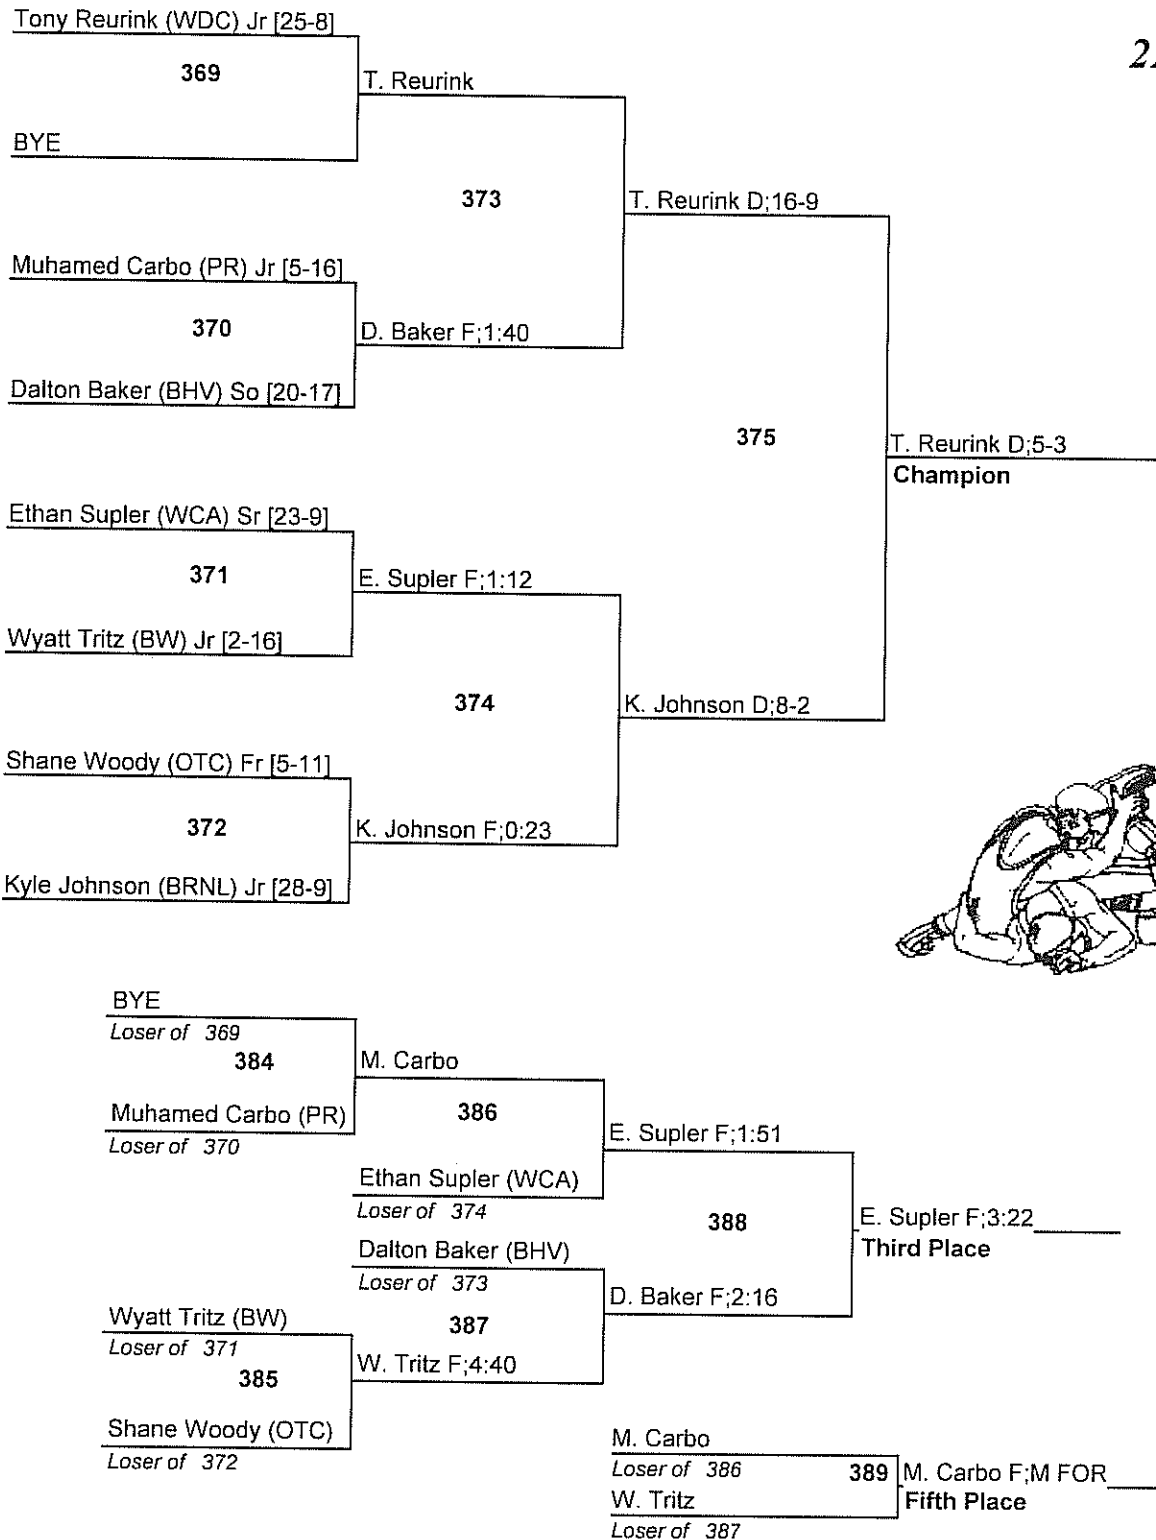 Tony Reurink (WDC) Jr [25-8]
369
T. Reurink
BYE
373
T. Reurink D;16-9
Muhamed Carbo (PR) Jr [5-16]
370
D. Baker F;1:40
Dalton Baker (BHV) So [20-17]
375
T. Reurink D;5-3
Champion
Ethan Supler (WCA) Sr [23-9]
371
E. Supler F;1:12
Wyatt Tritz (BW) Jr [2-16]
374
K. Johnson D;8-2
Shane Woody (OTC) Fr [5-11]
372
K. Johnson F;0:23
Kyle Johnson (BRNL) Jr [28-9]
BYE
Loser of 369
384
M. Carbo
Muhamed Carbo (PR)
Loser of 370
386
E. Supler F;1:51
Ethan Supler (WCA)
Loser of 374
388
E. Supler F;3:22
Third Place
Dalton Baker (BHV)
Loser of 373
D. Baker F;2:16
Wyatt Tritz (BW)
Loser of 371
387
385
W. Tritz F;4:40
Shane Woody (OTC)
Loser of 372
M. Carbo
Loser of 386
389
M. Carbo F;M FOR
Fifth Place
W. Tritz
Loser of 387